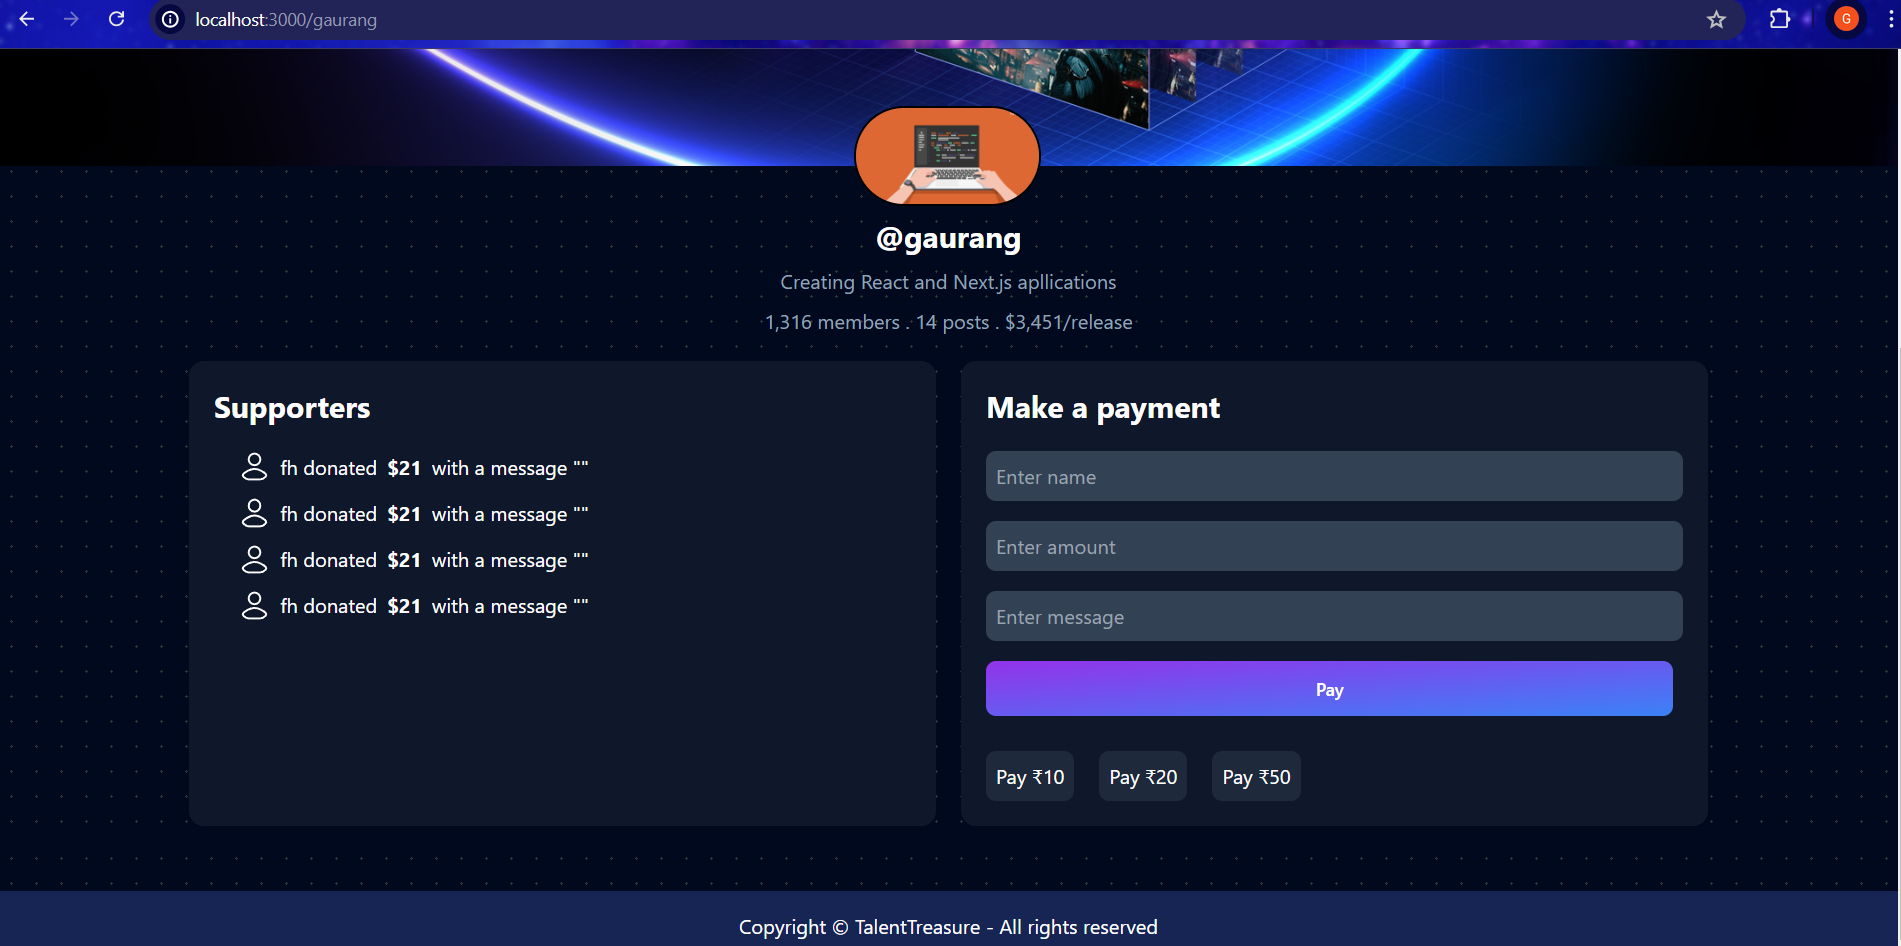 localhost:3000/gaurang
G
@gaurang
Creating React and Next.js apllications
1,316 members . 14 posts . $3,451/release
Supporters
fh donated $21 with a message ""
fh donated $21 with a message ""
fh donated $21 with a message ""
fh donated $21 with a message ""
Make a payment
Enter name
Enter amount
Enter message
Pay
Pay ₹10 Pay ₹20 Pay ₹50
Copyright © TalentTreasure - All rights reserved